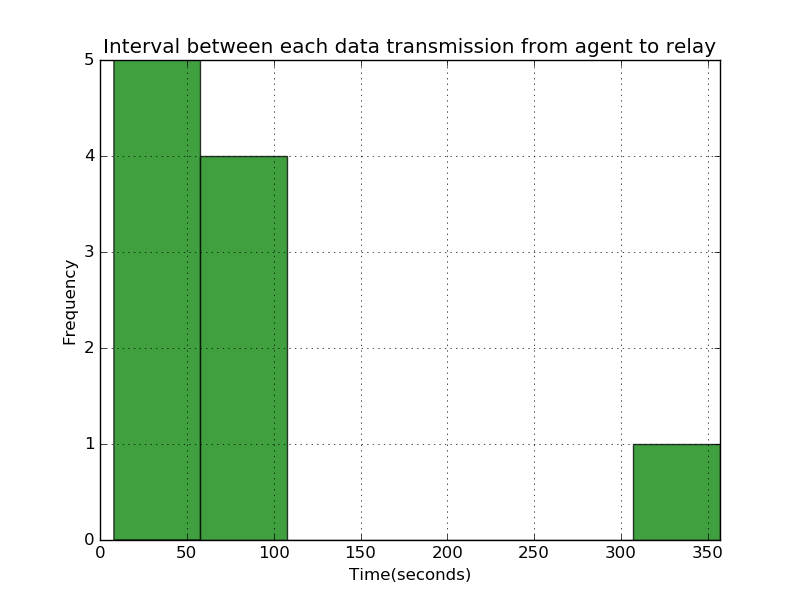 Interval between each data transmission from agent to relay
5
4
3
2
1
0
Frequency
0 50 100 150 200 250 300 350
Time(seconds)